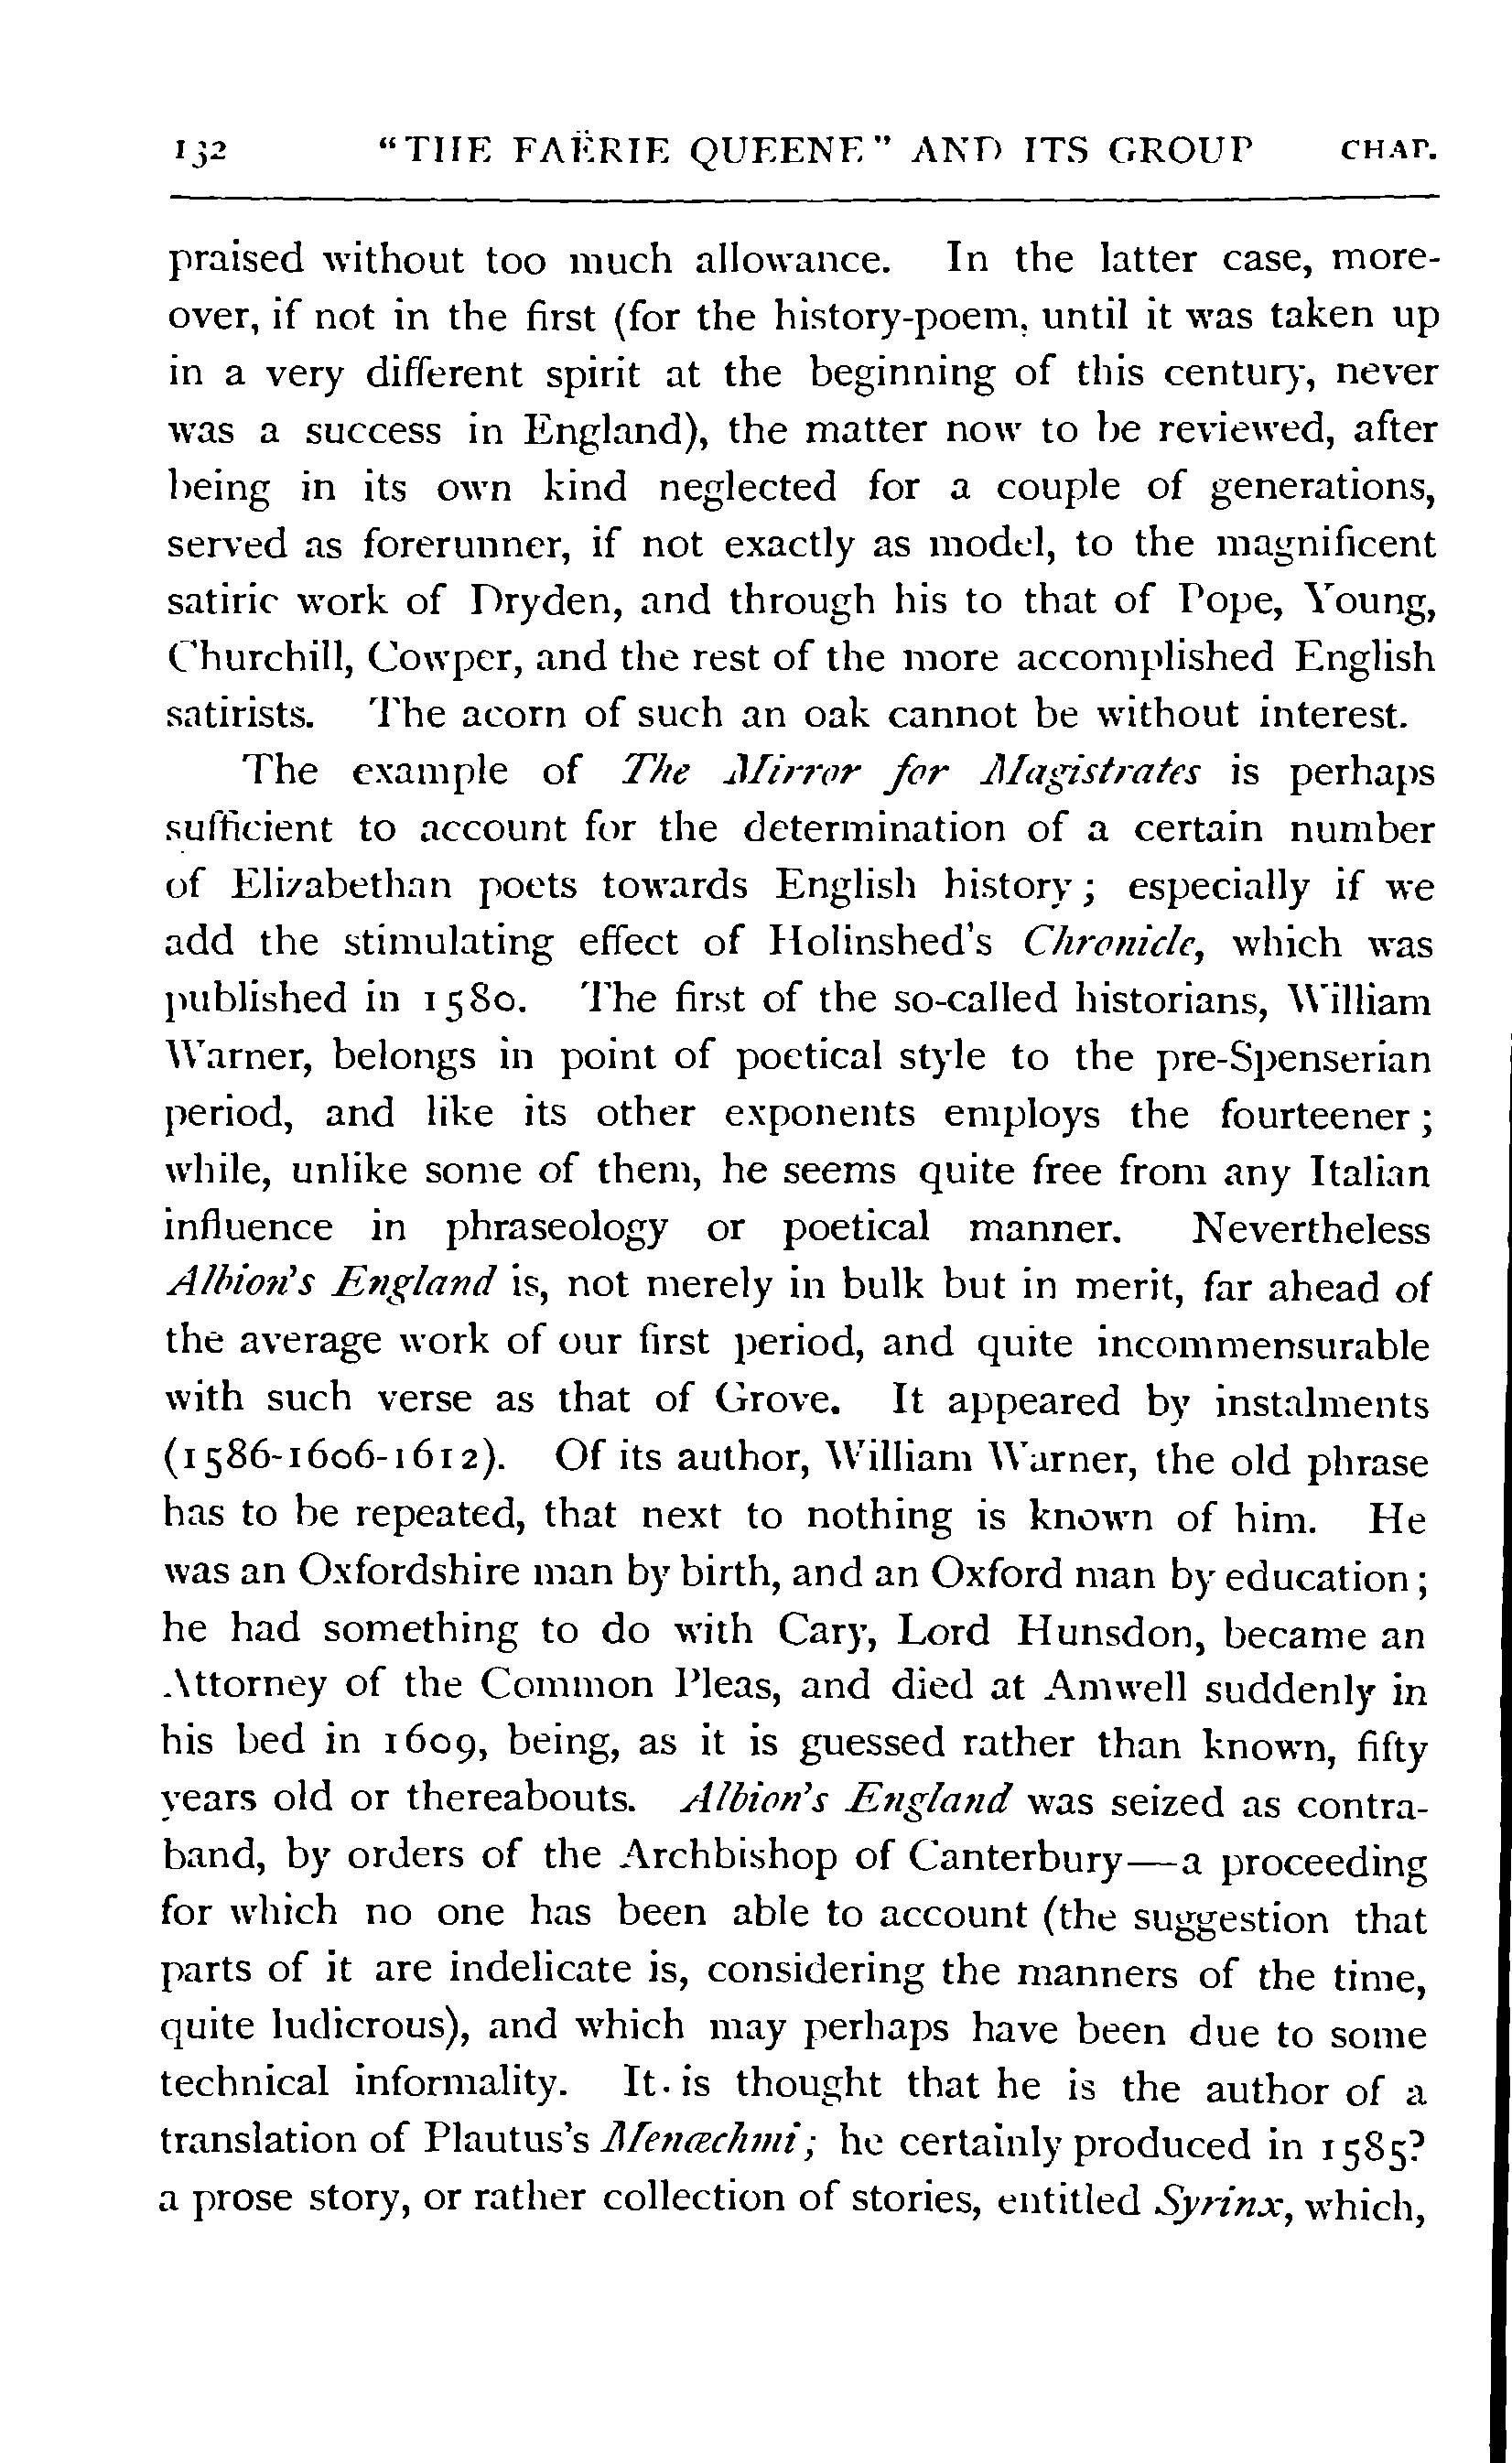 132 "THE FAËRIE QUEENE" AND ITS GROUP CHAP.
praised without too much allowance. In the latter case, more-
over, if not in the first (for the history-poem, until it was taken up
in a very different spirit at the beginning of this century, never
was a success in England), the matter now to be reviewed, after
being in its own kind neglected for a couple of generations,
served as forerunner, if not exactly as model, to the magnificent
satiric work of Dryden, and through his to that of Pope, Young,
Churchill, Cowper, and the rest of the more accomplished English
satirists. The acorn of such an oak cannot be without interest.
The example of The Mirror for Magistrates is perhaps
sufficient to account for the determination of a certain number
of Elizabethan poets towards English history; especially if we
add the stimulating effect of Holinshed's Chronicle, which was
published in 1580. The first of the so-called historians, William
Warner, belongs in point of poetical style to the pre-Spenserian
period, and like its other exponents employs the fourteener;
while, unlike some of them, he seems quite free from any Italian
influence in phraseology or poetical manner. Nevertheless
Albion's England is, not merely in bulk but in merit, far ahead of
the average work of our first period, and quite incommensurable
with such verse as that of Grove. It appeared by instalments
(1586-1606-1612). Of its author, William Warner, the old phrase
has to be repeated, that next to nothing is known of him. He
was an Oxfordshire man by birth, and an Oxford man by education;
he had something to do with Cary, Lord Hunsdon, became an
Attorney of the Common Pleas, and died at Amwell suddenly in
his bed in 1609, being, as it is guessed rather than known, fifty
years old or thereabouts. Albion's England was seized as contra-
band, by orders of the Archbishop of Canterbury—a proceeding
for which no one has been able to account (the suggestion that
parts of it are indelicate is, considering the manners of the time,
quite ludicrous), and which may perhaps have been due to some
technical informality. It is thought that he is the author of a
translation of Plautus's Menæchmi; he certainly produced in 1585?
a prose story, or rather collection of stories, entitled Syrinx, which,